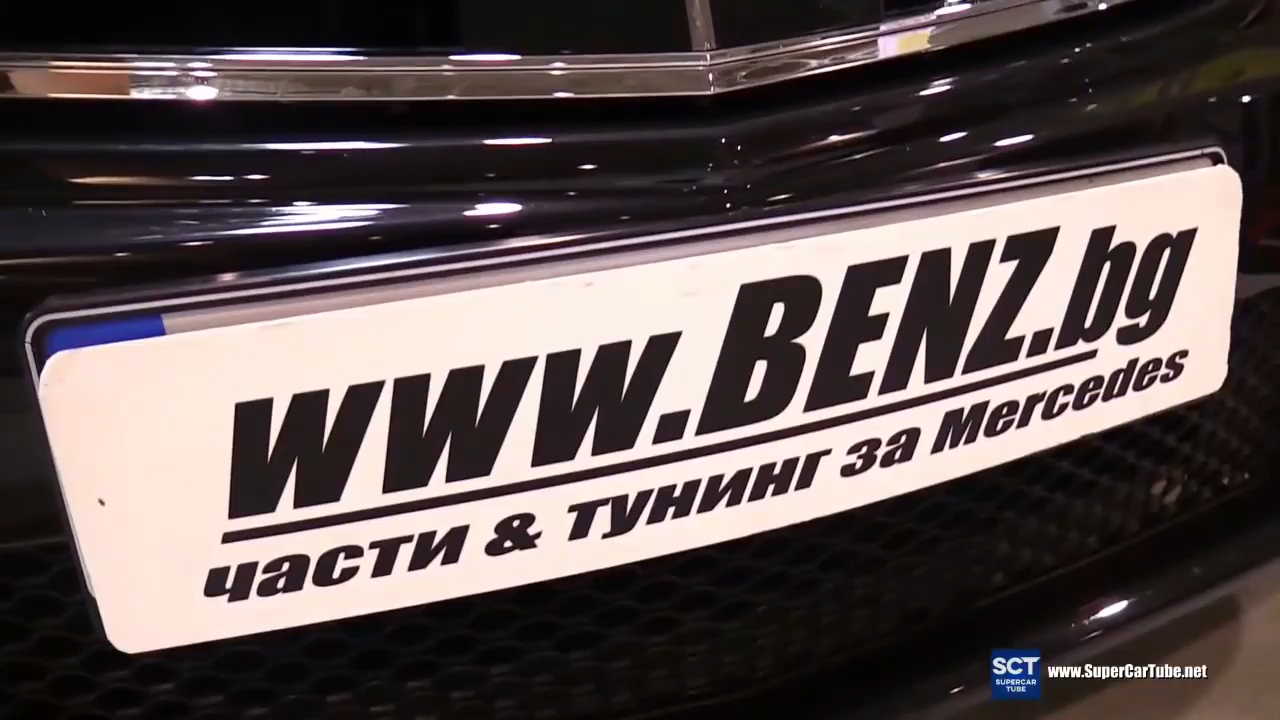 www.BENZ.bg
части & тунинг за Mercedes
SCT
SUPERCAR
TUBE
www.SuperCarTube.net